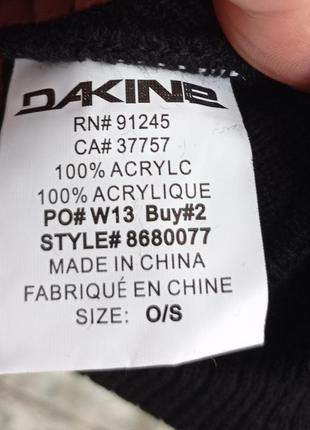 DAKINE
RN# 91245
CA# 37757
100% ACRYLC
100% ACRYLIQUE
PO# W13 Buy#2
STYLE# 8680077
MADE IN CHINA
FABRIQUÉ EN CHINE
SIZE: O/S